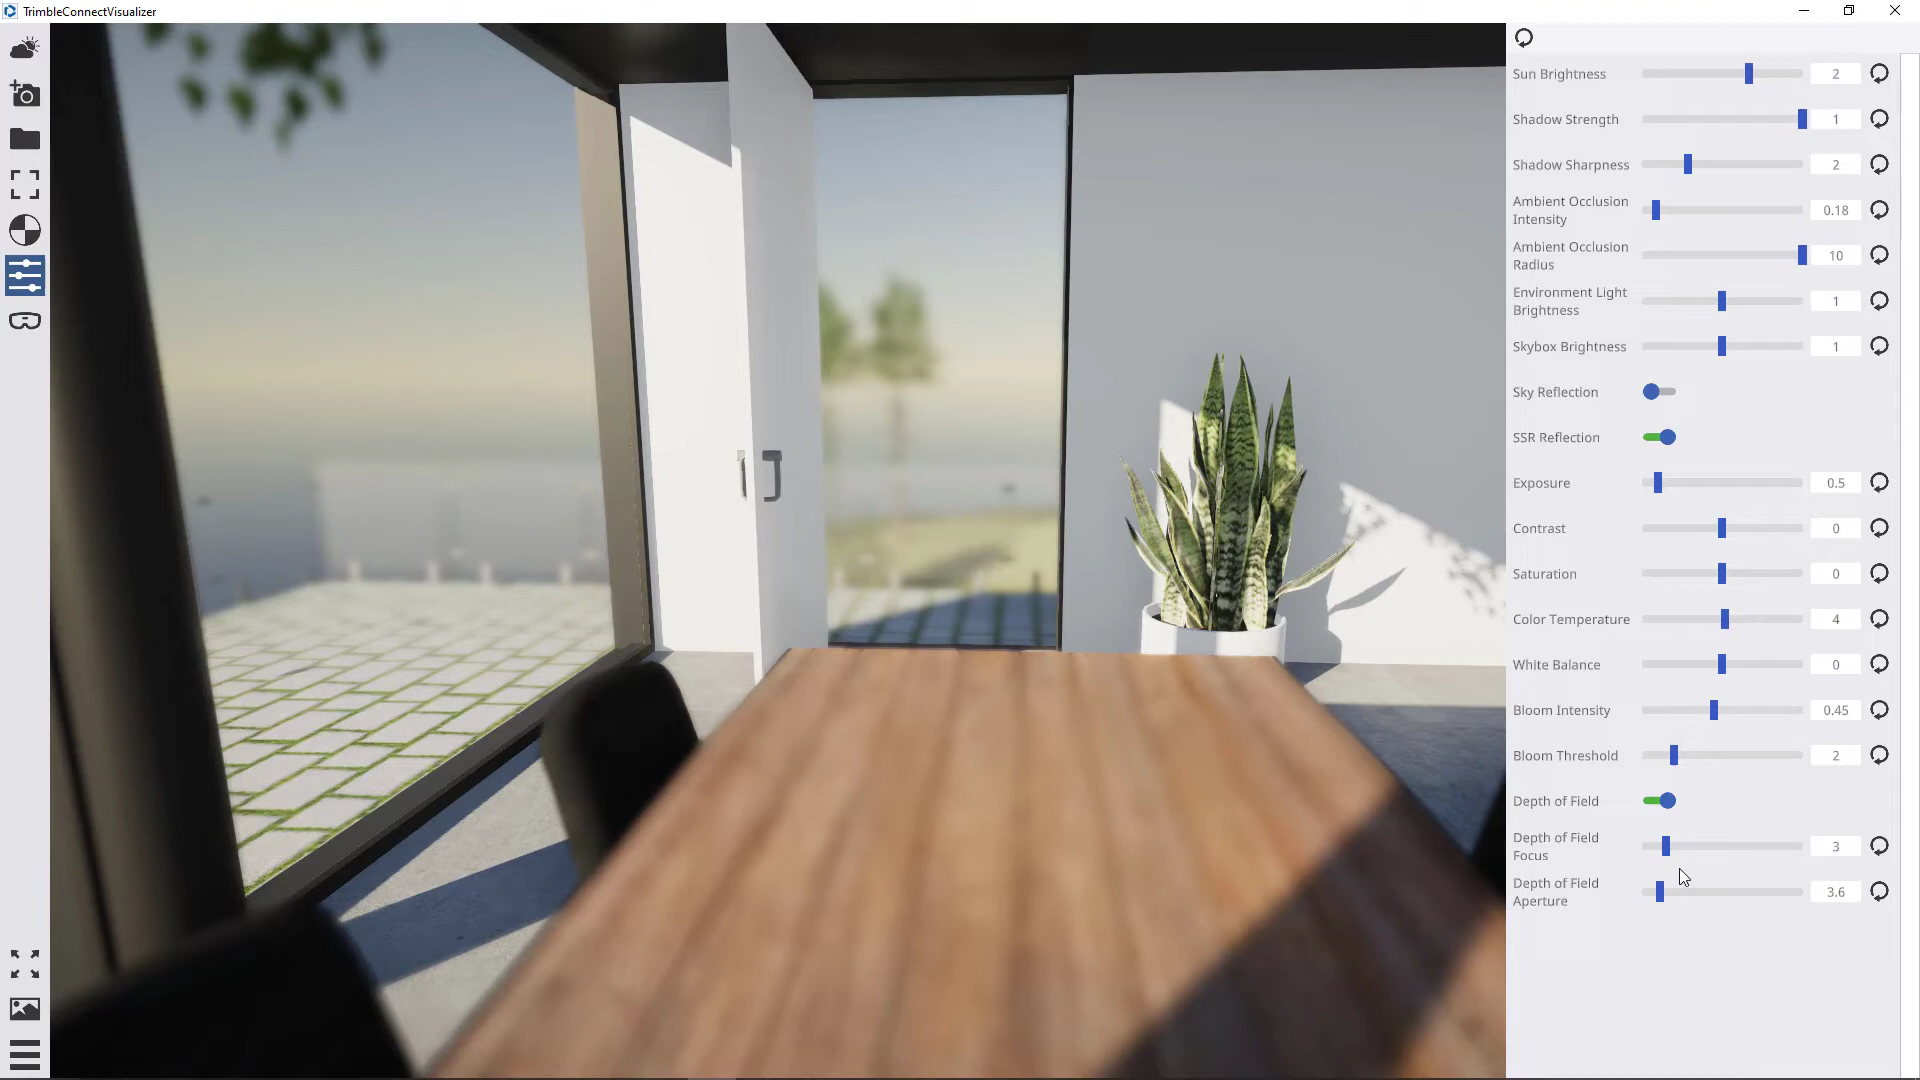 TrimbleConnectVisualizer
Sun Brightness 2
Shadow Strength 1
Shadow Sharpness 2
Ambient Occlusion
Intensity 0.18
Ambient Occlusion
Radius 10
Environment Light
Brightness 1
Skybox Brightness 1
Sky Reflection
SSR Reflection
Exposure 0.5
Contrast 0
Saturation 0
Color Temperature 4
White Balance 0
Bloom Intensity 0.45
Bloom Threshold 2
Depth of Field
Depth of Field
Focus 3
Depth of Field
Aperture 3.6